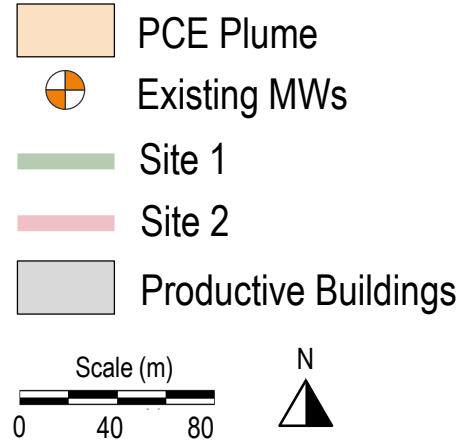 PCE Plume
Existing MWs
Site 1
Site 2
Productive Buildings
Scale (m)
N
0 40 80